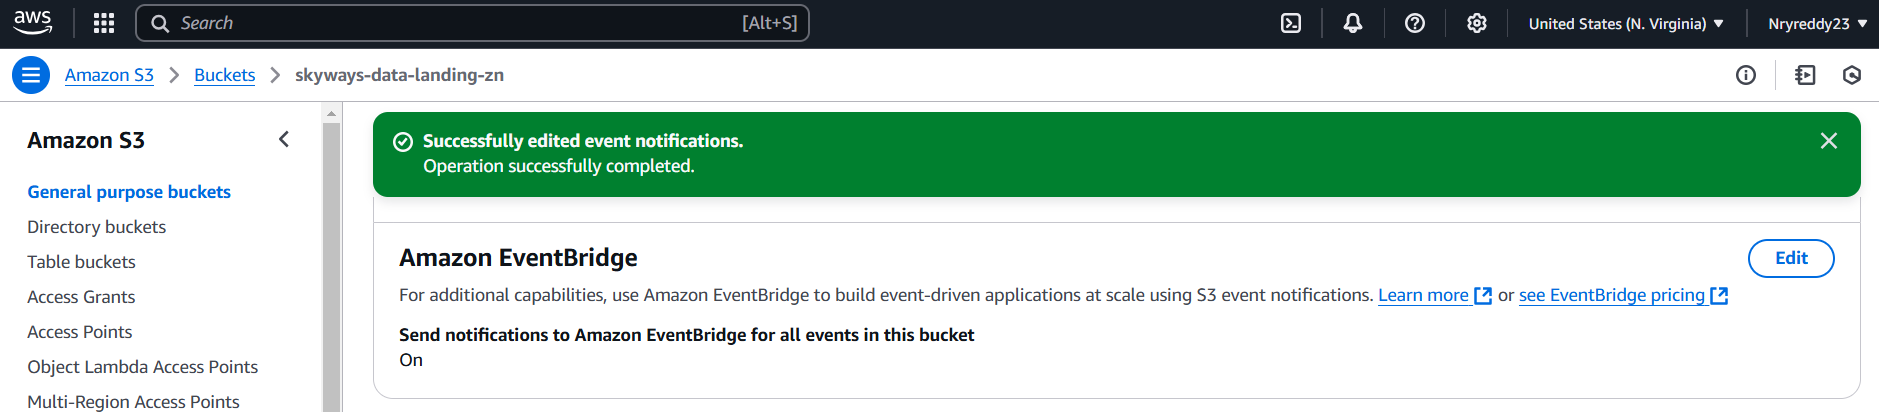 aws Search [Alt+S] United States (N. Virginia) Nryreddy23
Amazon S3 Buckets skyways-data-landing-zn
Amazon S3
General purpose buckets
Directory buckets
Table buckets
Access Grants
Access Points
Object Lambda Access Points
Multi-Region Access Points
Successfully edited event notifications.
Operation successfully completed.
Amazon EventBridge
Edit
For additional capabilities, use Amazon EventBridge to build event-driven applications at scale using S3 event notifications. Learn more or see EventBridge pricing
Send notifications to Amazon EventBridge for all events in this bucket
On